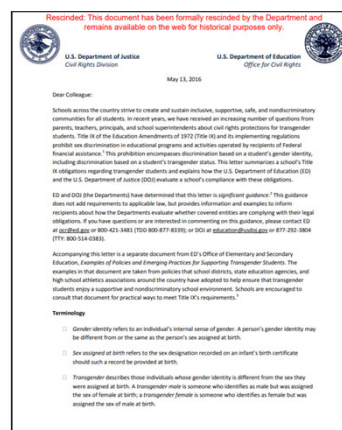 Rescinded: This document has been formally rescinded by the Department and
remains available on the web for historical purposes only.
U.S. Department of Justice
Civil Rights Division
U.S. Department of Education
Office for Civil Rights
May 13, 2016
Dear Colleague:
Schools across the country strive to create and sustain inclusive, supportive, safe, and nondiscriminatory
communities for all students. In recent years, we have received an increasing number of questions from
parents, teachers, principals, and school superintendents about civil rights protections for transgender
students. Title IX of the Education Amendments of 1972 (Title IX) and its implementing regulations
prohibit sex discrimination in educational programs and activities operated by recipients of Federal
financial assistance.1 This prohibition encompasses discrimination based on a student's gender identity,
including discrimination based on a student's transgender status. This letter summarizes a school's Title
IX obligations regarding transgender students and explains how the U.S. Department of Education (ED)
and the U.S. Department of Justice (DOJ) evaluate a school's compliance with these obligations.
ED and DOJ (the Departments) have determined that this letter is significant guidance.2 This guidance
does not add requirements to applicable law, but provides information and examples to inform
recipients about how the Departments evaluate whether covered entities are complying with their legal
obligations. If you have questions or are interested in commenting on this guidance, please contact ED
at ocr@ed.gov or 800-421-3481 (TDD 800-877-8339); or DOJ at education@usdoj.gov or 877-292-3804
(TTY: 800-514-0383).
Accompanying this letter is a separate document from ED's Office of Elementary and Secondary
Education, Examples of Policies and Emerging Practices for Supporting Transgender Students. The
examples in that document are taken from policies that school districts, state education agencies, and
high school athletics associations around the country have adopted to help ensure that transgender
students enjoy a supportive and nondiscriminatory school environment. Schools are encouraged to
consult that document for practical ways to meet Title IX's requirements.3
Terminology
Gender identity refers to an individual's internal sense of gender. A person's gender identity may
be different from or the same as the person's sex assigned at birth.
Sex assigned at birth refers to the sex designation recorded on an infant's birth certificate
should such a record be provided at birth.
Transgender describes those individuals whose gender identity is different from the sex they
were assigned at birth. A transgender male is someone who identifies as male but was assigned
the sex of female at birth; a transgender female is someone who identifies as female but was
assigned the sex of male at birth.